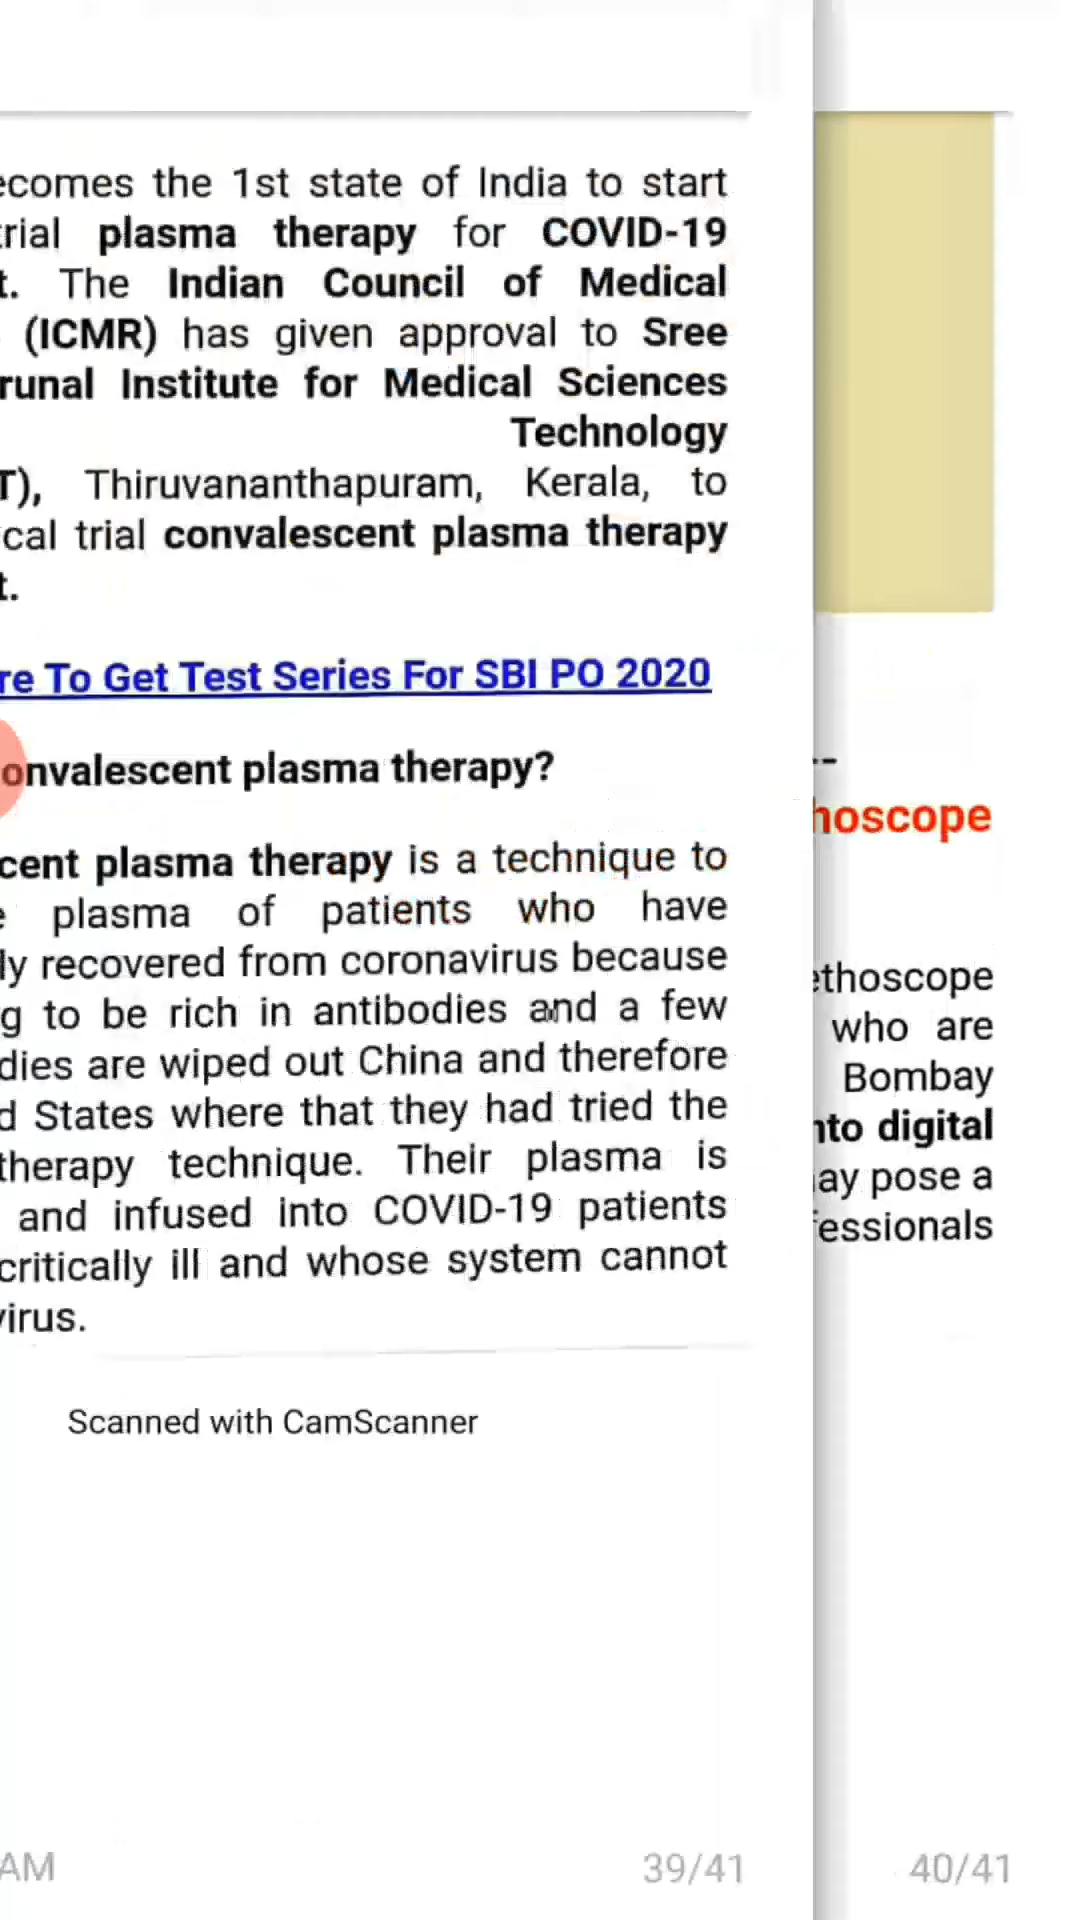 becomes the 1st state of India to start
trial plasma therapy for COVID-19
t. The Indian Council of Medical
(ICMR) has given approval to Sree
runal Institute for Medical Sciences
Technology
T), Thiruvananthapuram, Kerala, to
cal trial convalescent plasma therapy
t.
re To Get Test Series For SBI PO 2020
onvalescent plasma therapy?
cent plasma therapy is a technique to
e plasma of patients who have
ly recovered from coronavirus because
g to be rich in antibodies and a few
dies are wiped out China and therefore
d States where that they had tried the
therapy technique. Their plasma is
and infused into COVID-19 patients
critically ill and whose system cannot
virus.
Scanned with CamScanner
AM
39/41
--
hoscope
ethoscope
who are
Bombay
nto digital
ay pose a
fessionals
40/41